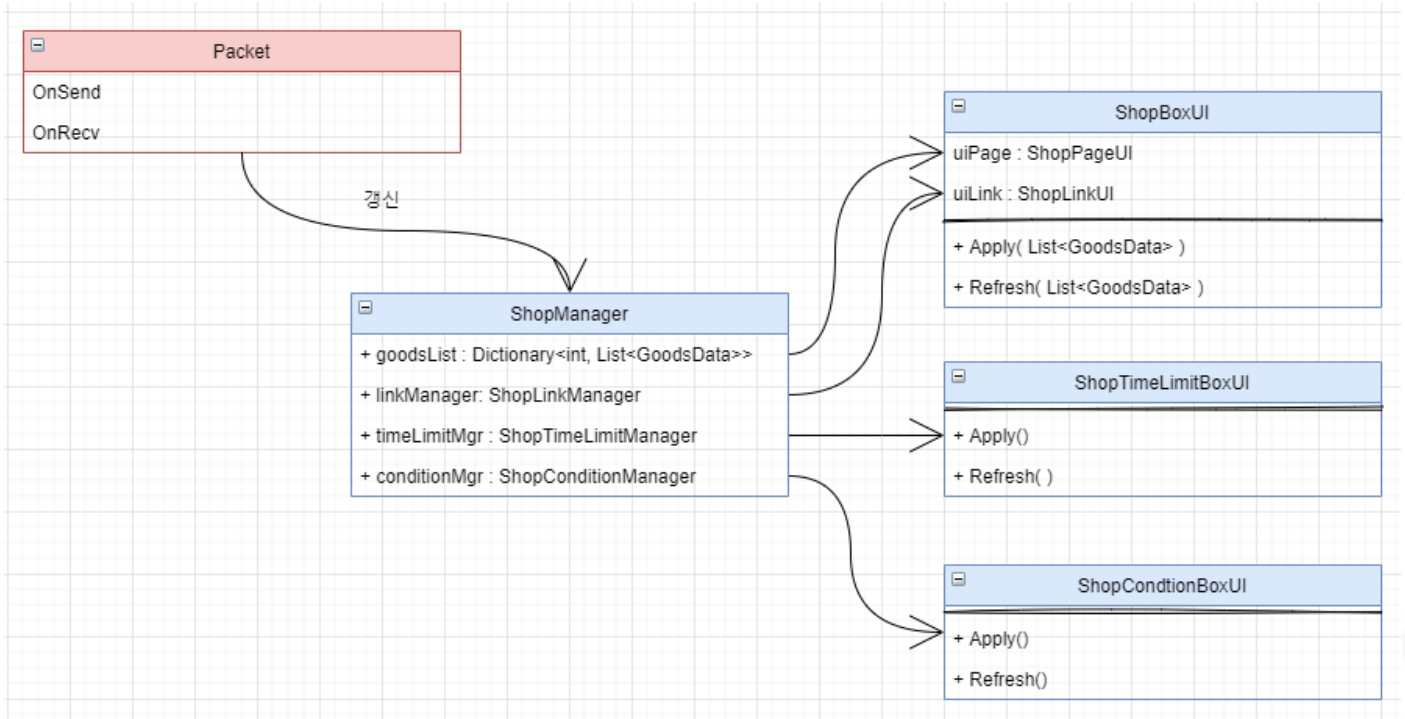 Packet
OnSend
OnRecv
갱신
ShopManager
+ goodsList : Dictionary<int, List<GoodsData>>
+ linkManager: ShopLinkManager
+ timeLimitMgr : ShopTimeLimitManager
+ conditionMgr : ShopConditionManager
ShopBoxUI
uiPage : ShopPageUI
uiLink : ShopLinkUI
+ Apply( List<GoodsData> )
+ Refresh( List<GoodsData> )
ShopTimeLimitBoxUI
+ Apply()
+ Refresh( )
ShopCondtionBoxUI
+ Apply()
+ Refresh()